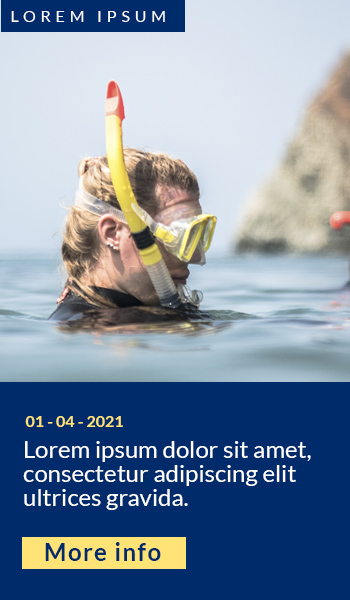 LOREM IPSUM
01 - 04 - 2021
Lorem ipsum dolor sit amet,
consectetur adipiscing elit
ultrices gravida.
More info